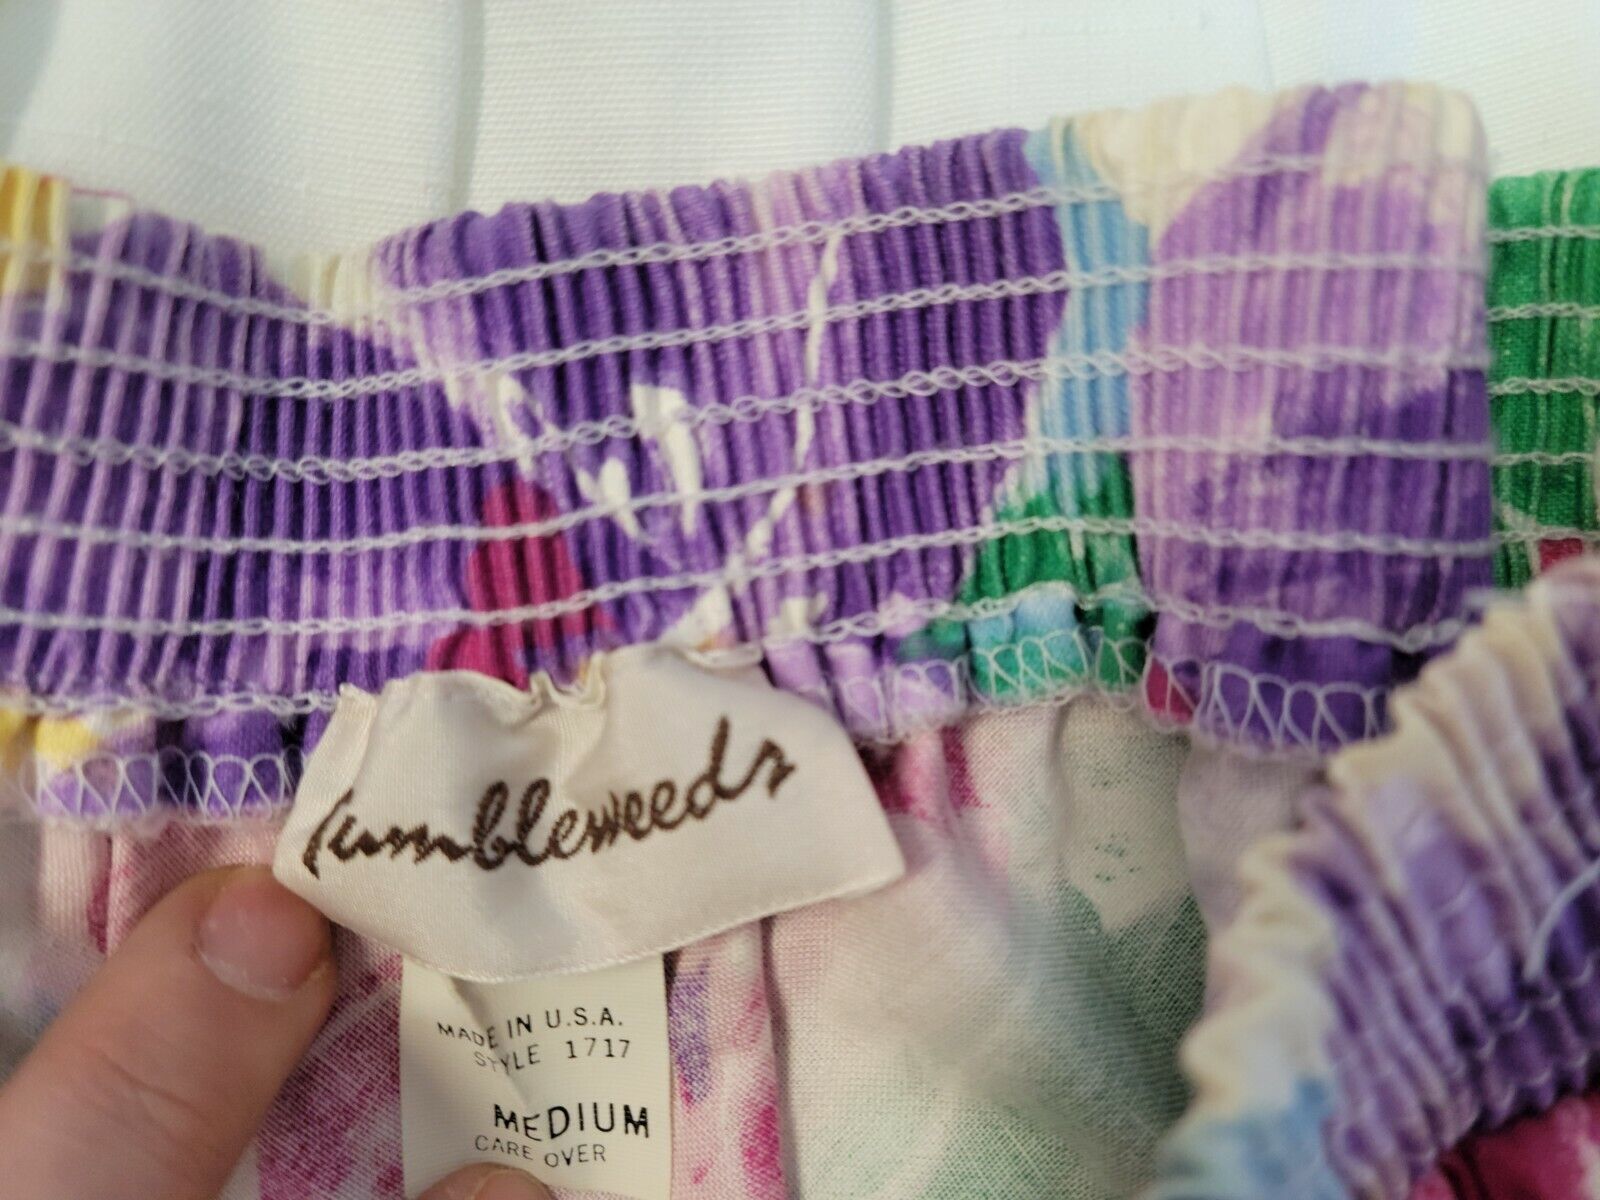 Tumbleweeds
MADE IN U.S.A.
STYLE 1717
MEDIUM
CARE OVER